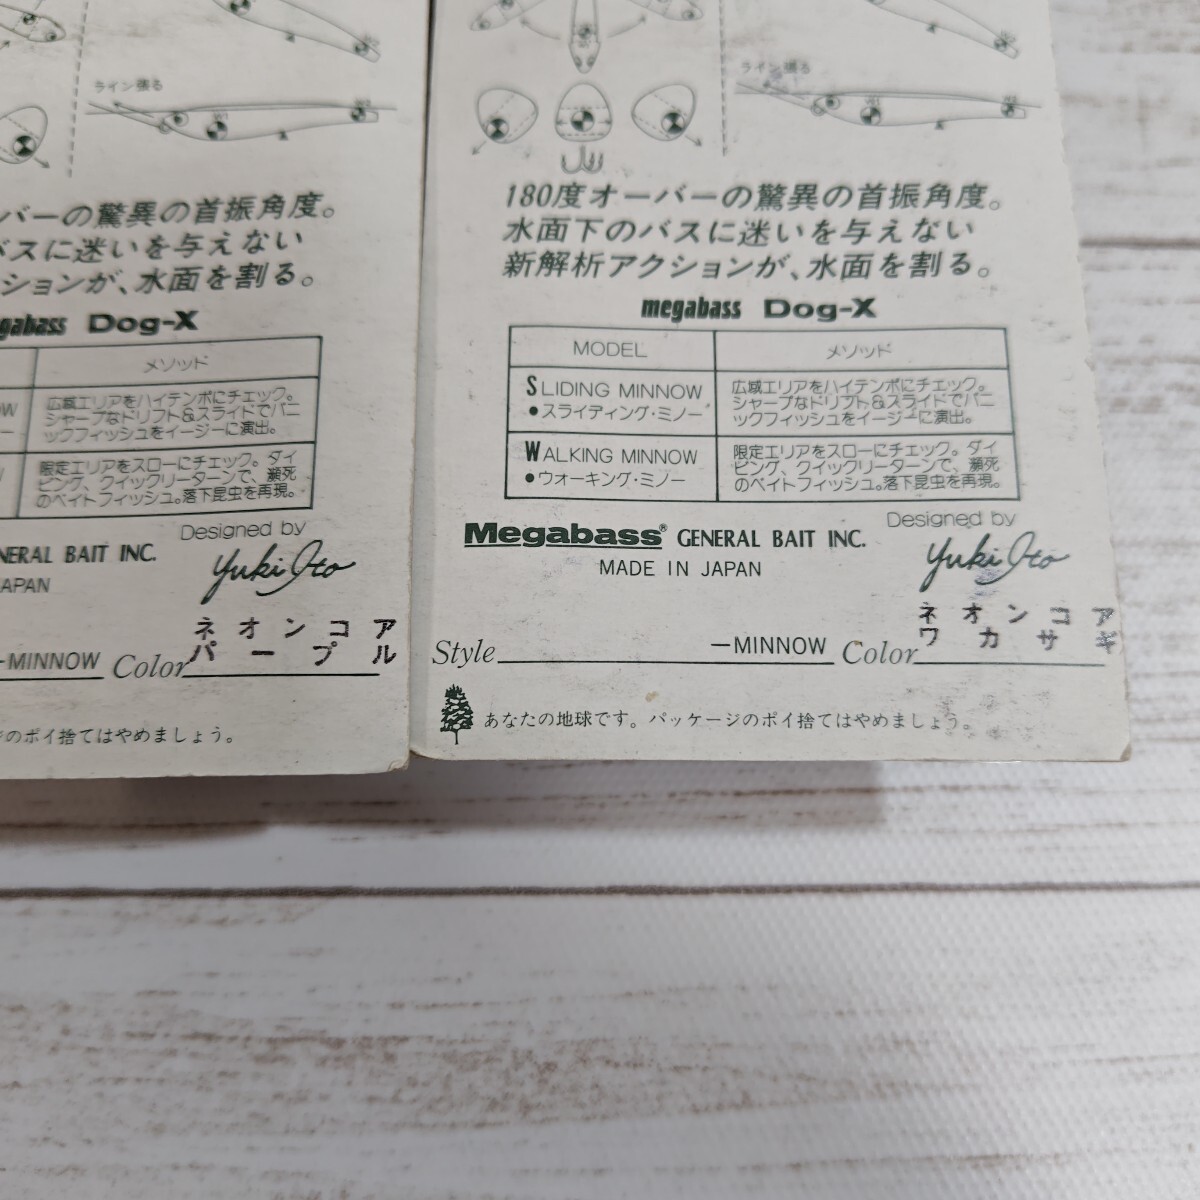 ライン張る
バーの驚異の首振角度。
バスに迷いを与えない
ションが、水面を割る。
gabass Dog-X
メソッド
広域エリアをハイテンポにチェック。
シャープなドリフト&スライドでパニ
ックフィッシュをイージーに演出。
限定エリアをスローにチェック。ダイ
ビング、クイックリターンで、瀕死
のベイトフィッシュ。落下昆虫を再現。
Designed by
NERAL BAIT INC.
Yuki Ito
APAN
ネオンコア
パープル
-MINNOW Color
のポイ捨てはやめましょう。
ライン張る
180度オーバーの驚異の首振角度。
水面下のバスに迷いを与えない
新解析アクションが、水面を割る。
megabass Dog-X
MODEL
メソッド
SLIDING MINNOW
●スライディング・ミノー
広域エリアをハイテンポにチェック。
シャープなドリフト&スライドでパニ
ックフィッシュをイージーに演出。
WALKING MINNOW
●ウオーキング・ミノー
限定エリアをスローにチェック。ダイ
ビング、クイックリターンで、瀕死
のベイトフィッシュ。落下昆虫を再現。
Designed by
Megabass® GENERAL BAIT INC.
Yuki Ito
MADE IN JAPAN
ネオンコア
ワカサギ
Style -MINNOW Color
あなたの地球です。パッケージのポイ捨てはやめましょう。